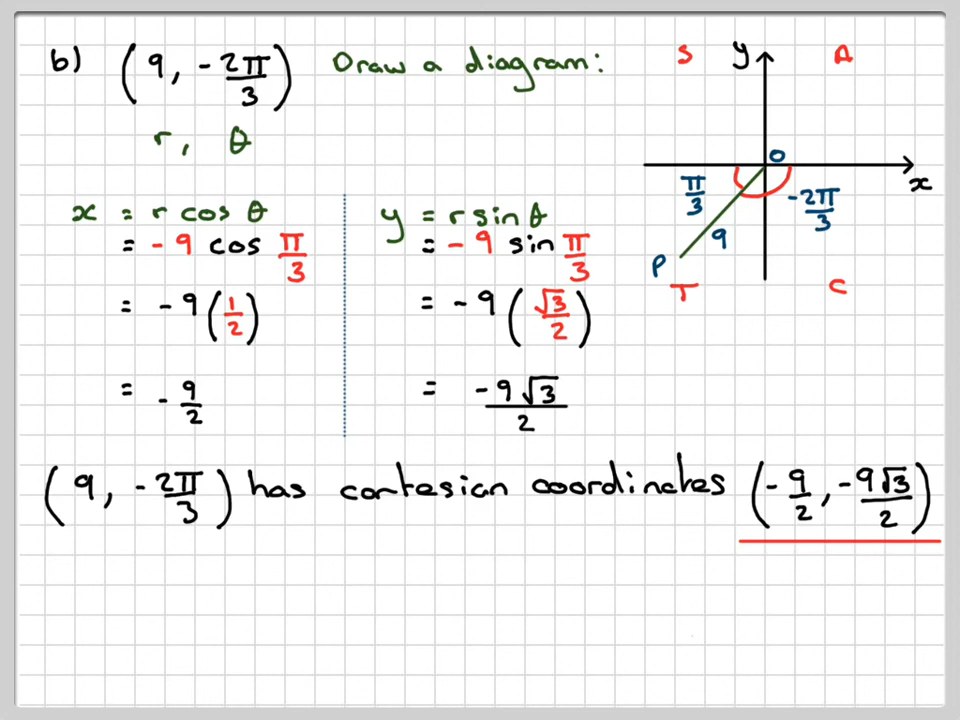 b) (9, -2π/3) Draw a diagram:
r, θ
x = r cos θ
= -9 cos π/3
= -9 (1/2)
= -9/2
y = r sin θ
= -9 sin π/3
= -9 (√3/2)
= -9√3/2
S y A
O
x
π/3 -2π/3
9
P
T C
(9, -2π/3) has cartesian coordinates (-9/2, -9√3/2)